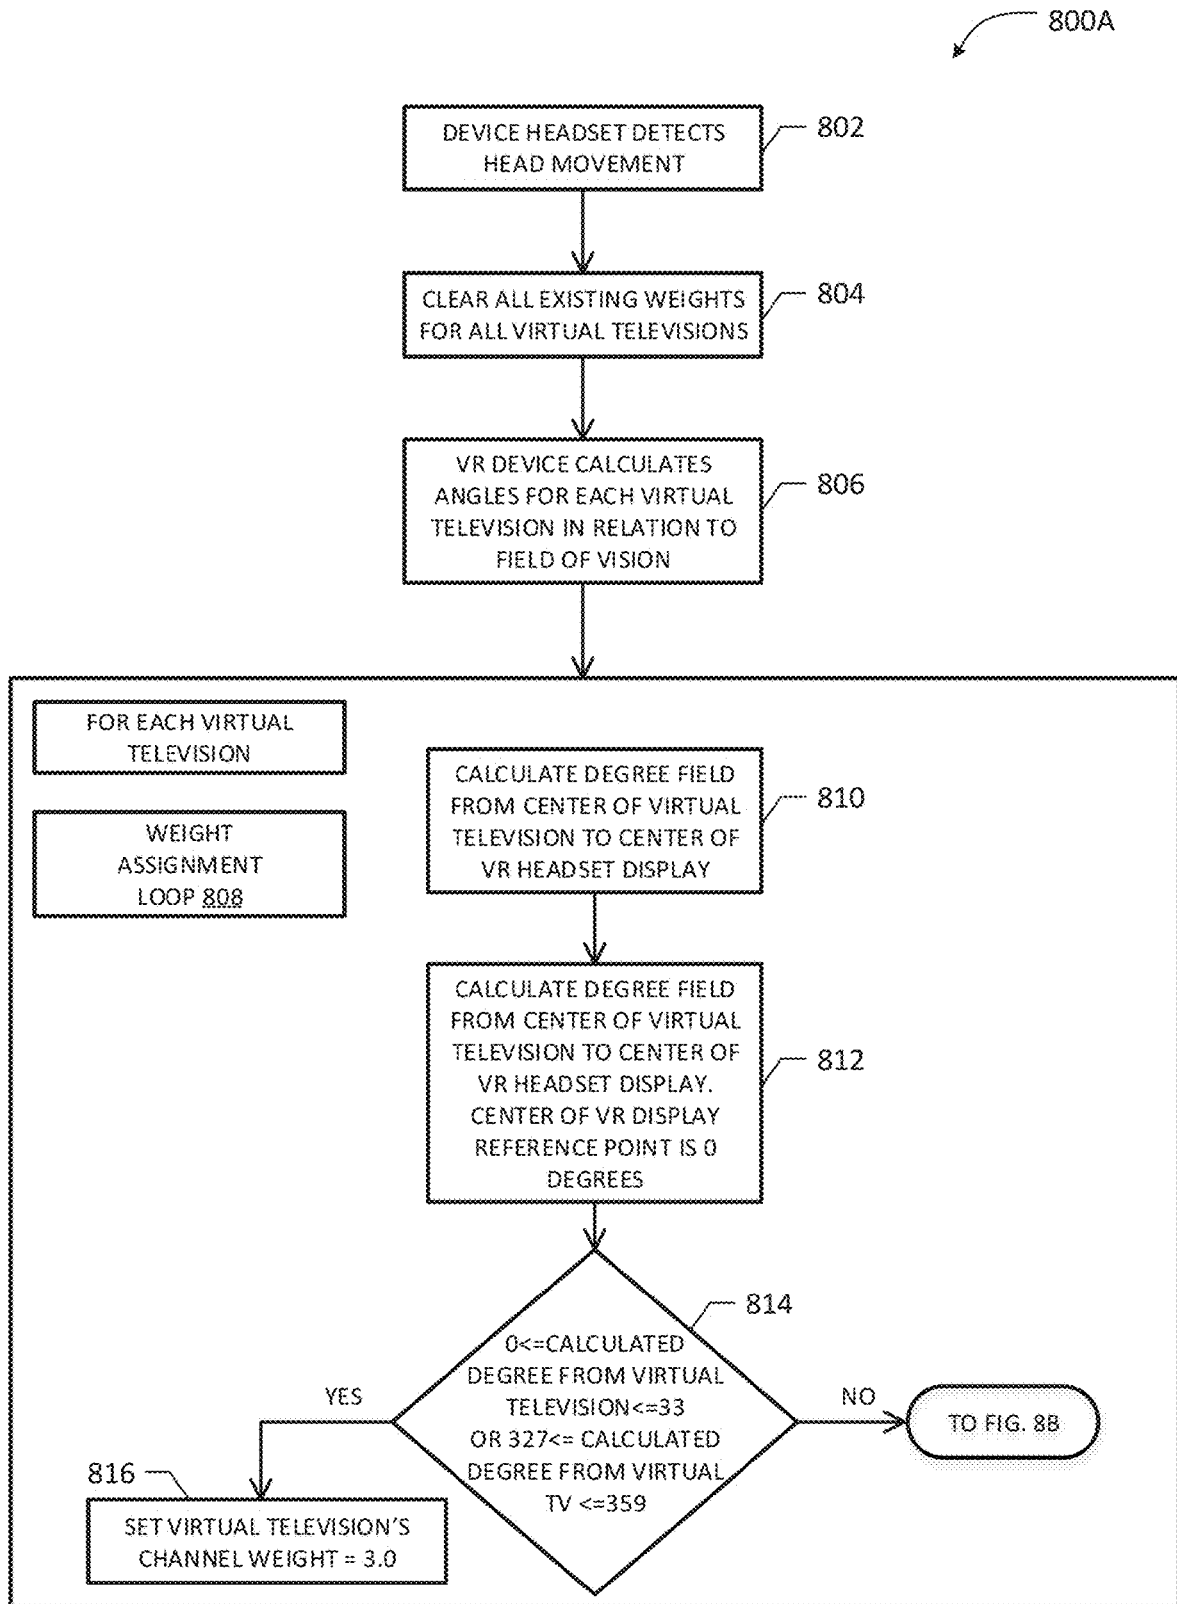 800A
DEVICE HEADSET DETECTS
HEAD MOVEMENT
802
CLEAR ALL EXISTING WEIGHTS
FOR ALL VIRTUAL TELEVISIONS
804
VR DEVICE CALCULATES
ANGLES FOR EACH VIRTUAL
TELEVISION IN RELATION TO
FIELD OF VISION
806
FOR EACH VIRTUAL
TELEVISION
WEIGHT
ASSIGNMENT
LOOP 808
CALCULATE DEGREE FIELD
FROM CENTER OF VIRTUAL
TELEVISION TO CENTER OF
VR HEADSET DISPLAY
810
CALCULATE DEGREE FIELD
FROM CENTER OF VIRTUAL
TELEVISION TO CENTER OF
VR HEADSET DISPLAY.
CENTER OF VR DISPLAY
REFERENCE POINT IS 0
DEGREES
812
814
0<=CALCULATED
DEGREE FROM VIRTUAL
TELEVISION<=33
OR 327<= CALCULATED
DEGREE FROM VIRTUAL
TV <=359
YES
NO
TO FIG. 8B
816
SET VIRTUAL TELEVISION'S
CHANNEL WEIGHT = 3.0